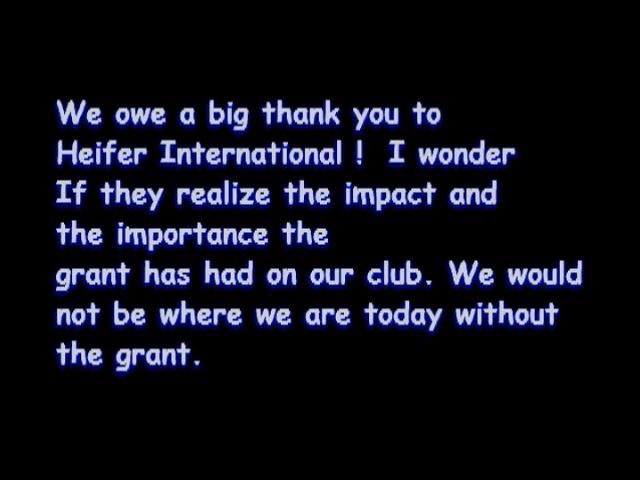 We owe a big thank you to
Heifer International ! I wonder
If they realize the impact and
the importance the
grant has had on our club. We would
not be where we are today without
the grant.